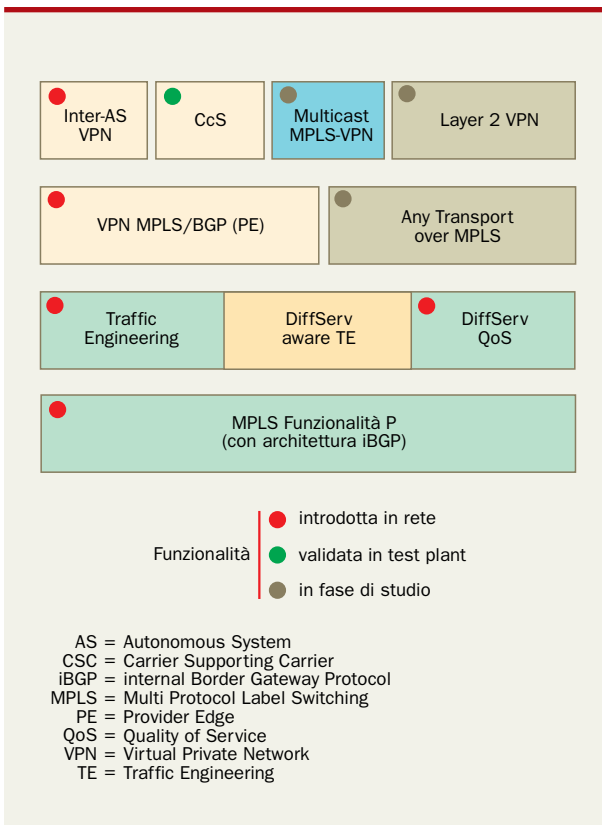 Inter-AS
VPN
CcS
Multicast
MPLS-VPN
Layer 2 VPN
VPN MPLS/BGP (PE)
Any Transport
over MPLS
Traffic
Engineering
DiffServ
aware TE
DiffServ
QoS
MPLS Funzionalità P
(con architettura iBGP)
Funzionalità
introdotta in rete
validata in test plant
in fase di studio
AS = Autonomous System
CSC = Carrier Supporting Carrier
iBGP = internal Border Gateway Protocol
MPLS = Multi Protocol Label Switching
PE = Provider Edge
QoS = Quality of Service
VPN = Virtual Private Network
TE = Traffic Engineering